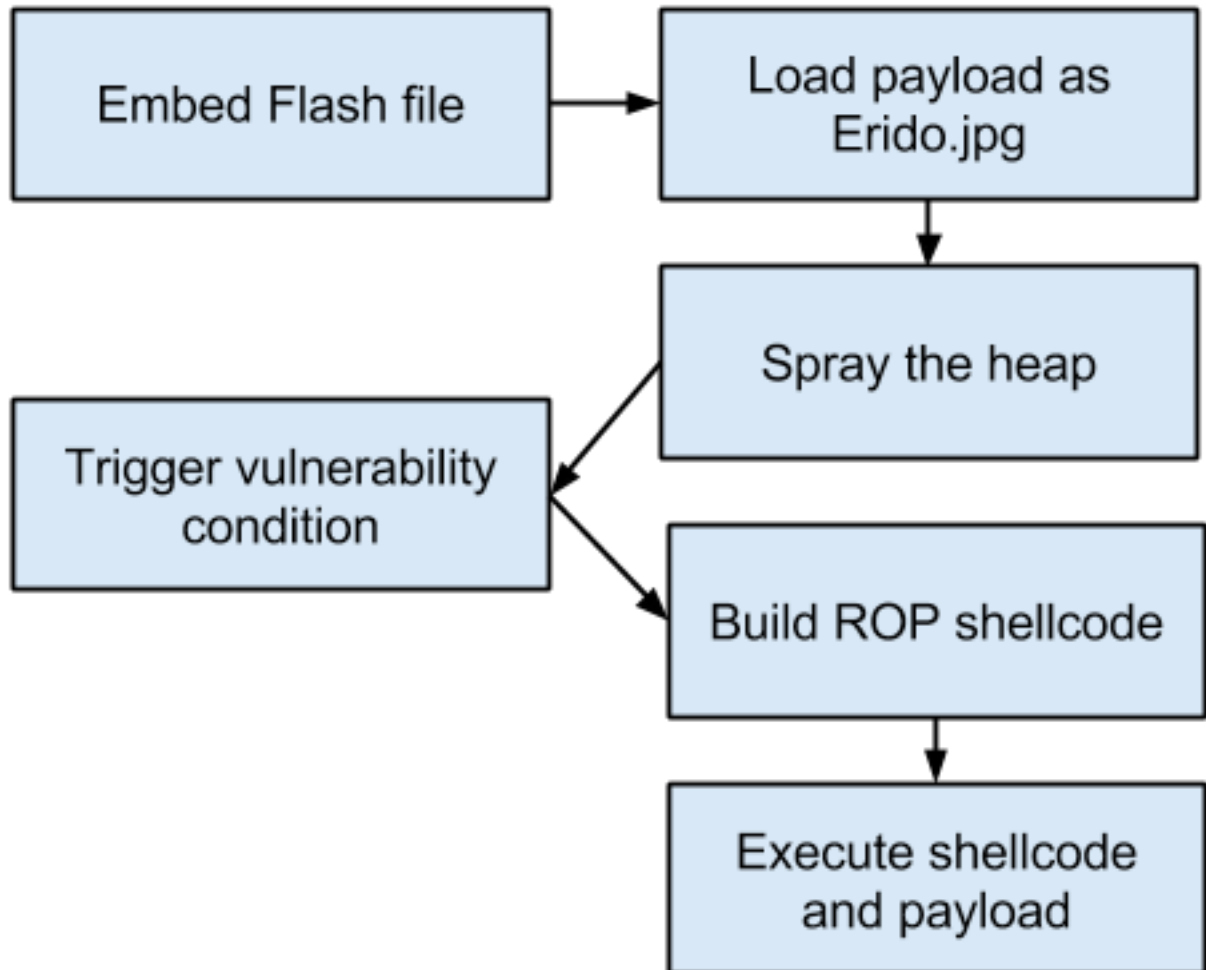 Embed Flash file
Load payload as
Erido.jpg
Spray the heap
Trigger vulnerability
condition
Build ROP shellcode
Execute shellcode
and payload